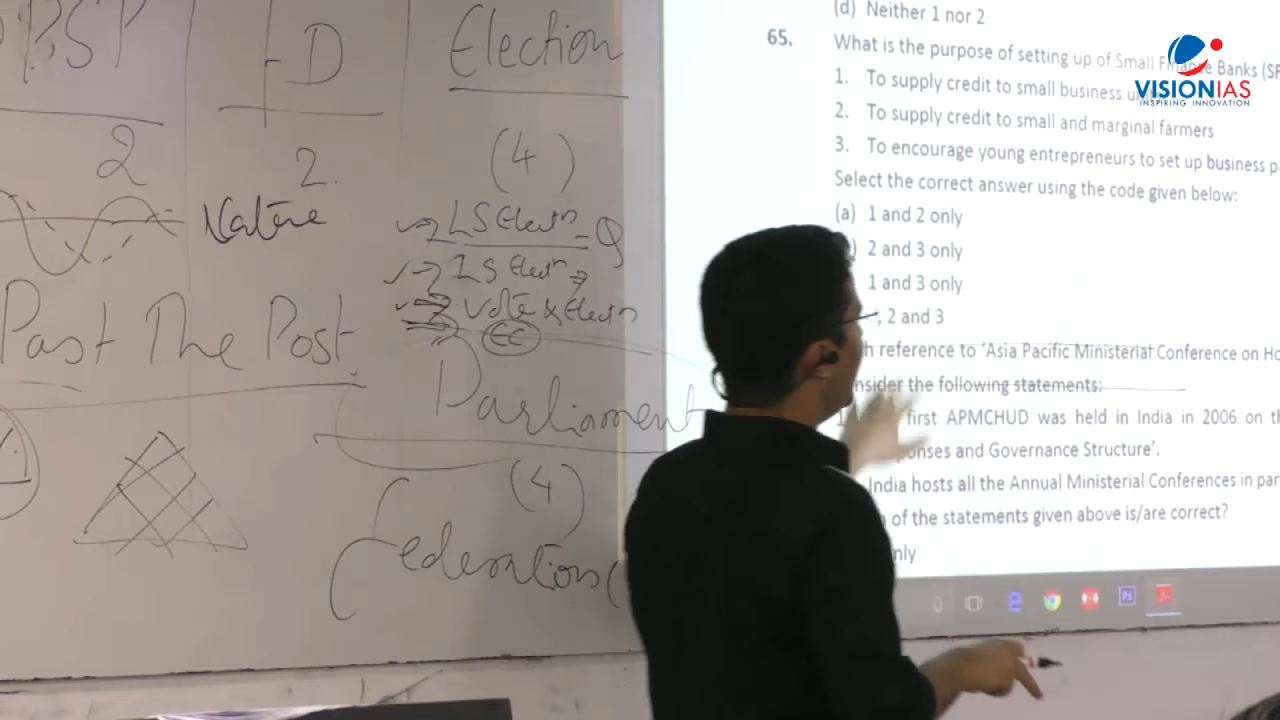 PSP
FD
Election
2
2.
(4)
Nature
LS Electn - Q
LS Electn
Vote & Electn
EC
Past The Post.
Parliament
(4)
Federations (
(d) Neither 1 nor 2
65. What is the purpose of setting up of Small Finance Banks (SF
1. To supply credit to small business un
2. To supply credit to small and marginal farmers
3. To encourage young entrepreneurs to set up business p
Select the correct answer using the code given below:
(a) 1 and 2 only
) 2 and 3 only
1 and 3 only
, 2 and 3
h reference to 'Asia Pacific Ministerial Conference on Ho
nsider the following statements:
first APMCHUD was held in India in 2006 on th
ponses and Governance Structure'.
India hosts all the Annual Ministerial Conferences in par
of the statements given above is/are correct?
nly
VISIONIAS
INSPIRING INNOVATION